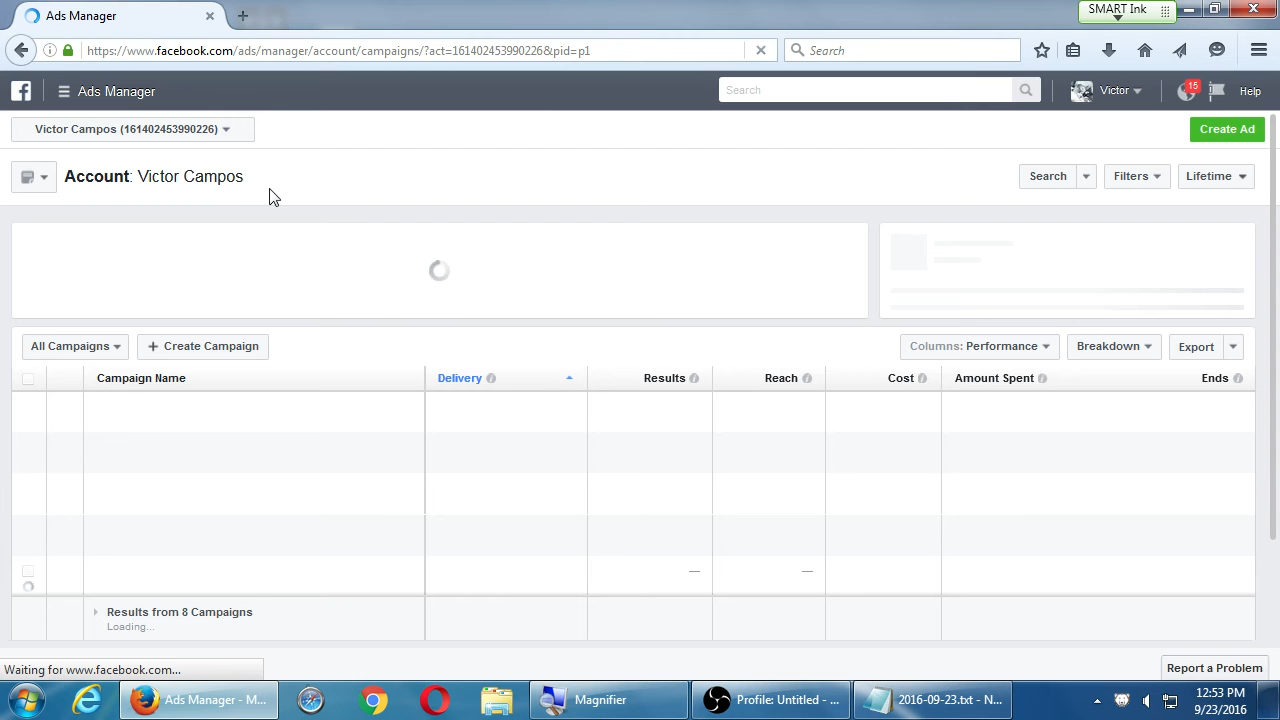 Ads Manager
SMART Ink
https://www.facebook.com/ads/manager/account/campaigns/?act=161402453990226&pid=p1
Search
Ads Manager
Search
Victor
15
Help
Victor Campos (161402453990226)
Create Ad
Account: Victor Campos
Search
Filters
Lifetime
All Campaigns
+ Create Campaign
Columns: Performance
Breakdown
Export
Campaign Name
Delivery
Results
Reach
Cost
Amount Spent
Ends
—
—
Results from 8 Campaigns
Loading...
Waiting for www.facebook.com...
Report a Problem
Ads Manager - M...
Magnifier
Profile: Untitled - ...
2016-09-23.txt - N...
12:53 PM
9/23/2016